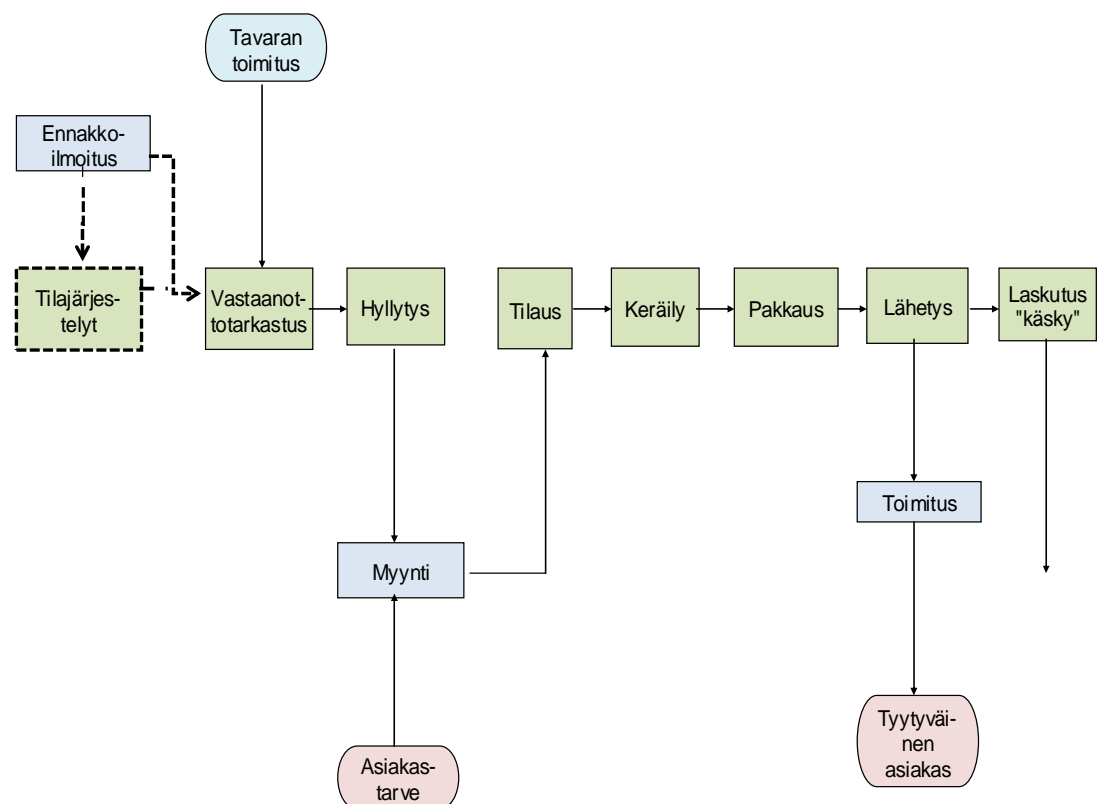 Tavaran
toimitus
Ennakko-
ilmoitus
Tilajärjes-
telyt
Vastaanot-
totarkastus
Hyllytys
Tilaus
Keräily
Pakkaus
Lähetys
Laskutus
"käsky"
Toimitus
Myynti
Tyytyväi-
nen
asiakas
Asiakas-
tarve